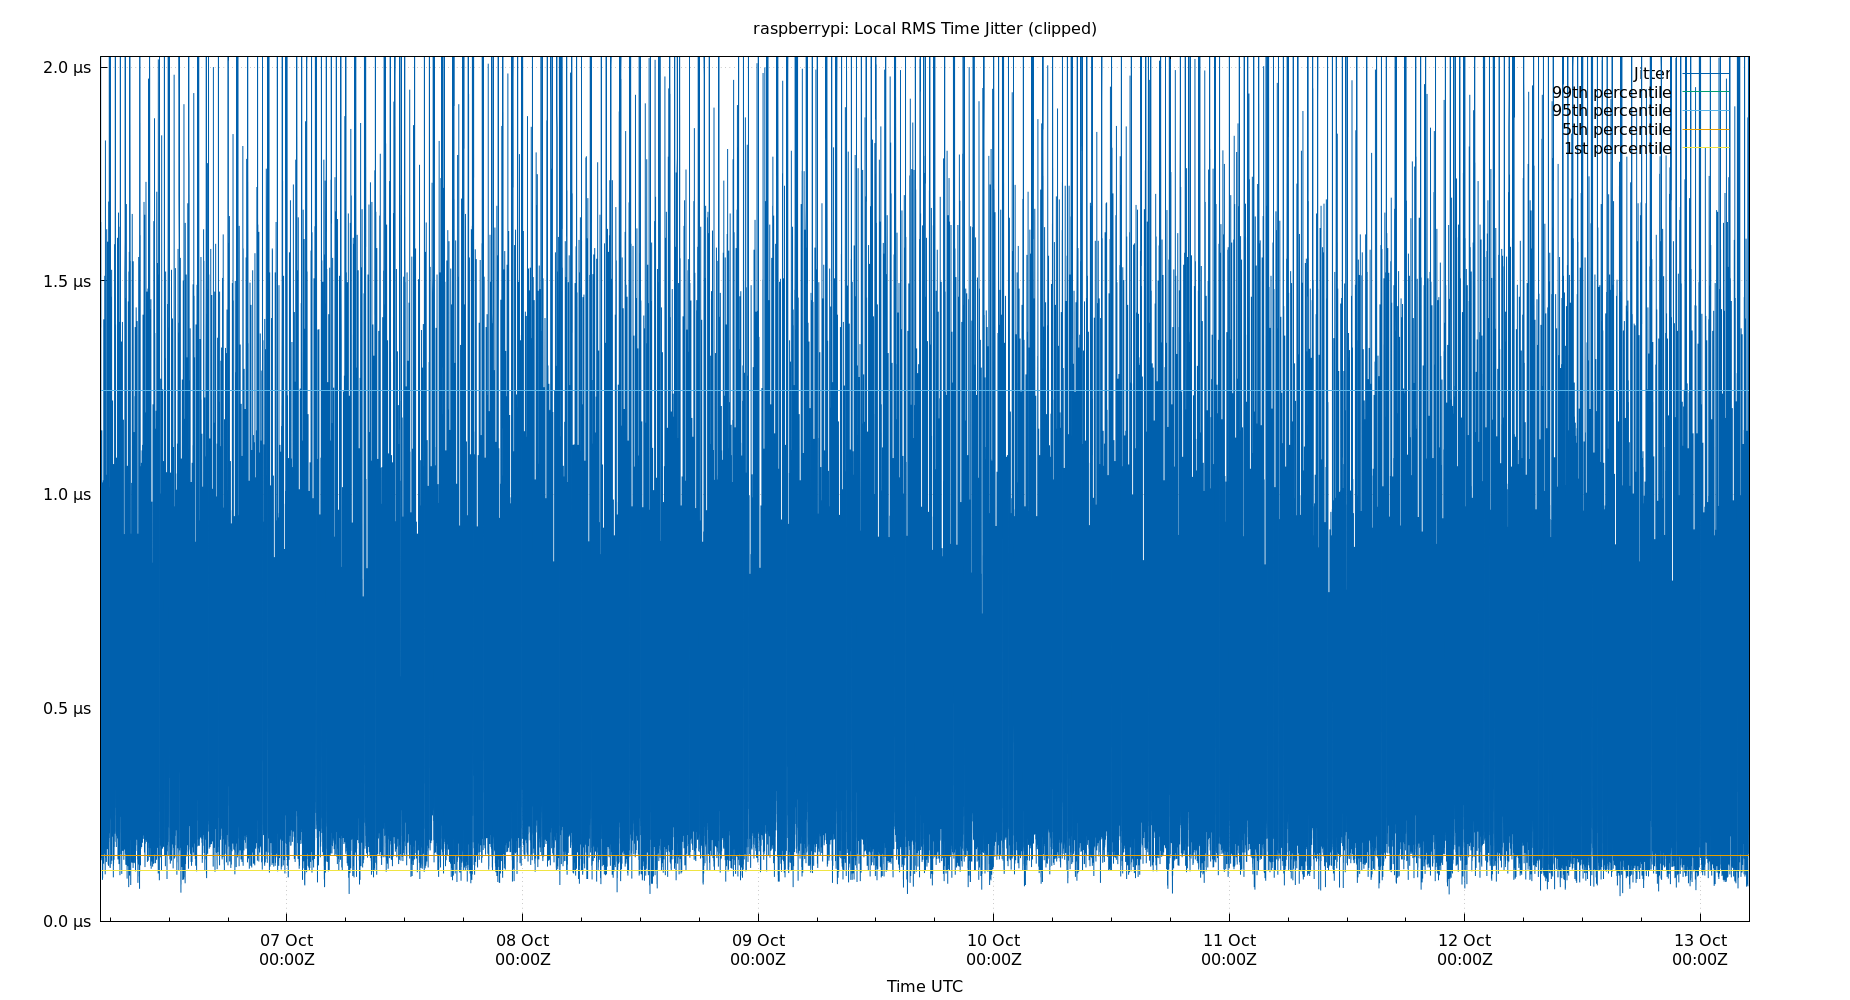 raspberrypi: Local RMS Time Jitter (clipped)
2.0 µs
1.5 µs
1.0 µs
0.5 µs
0.0 µs
Jitter
99th percentile
95th percentile
5th percentile
1st percentile
07 Oct 08 Oct 09 Oct 10 Oct 11 Oct 12 Oct 13 Oct
00:00Z 00:00Z 00:00Z 00:00Z 00:00Z 00:00Z 00:00Z
Time UTC